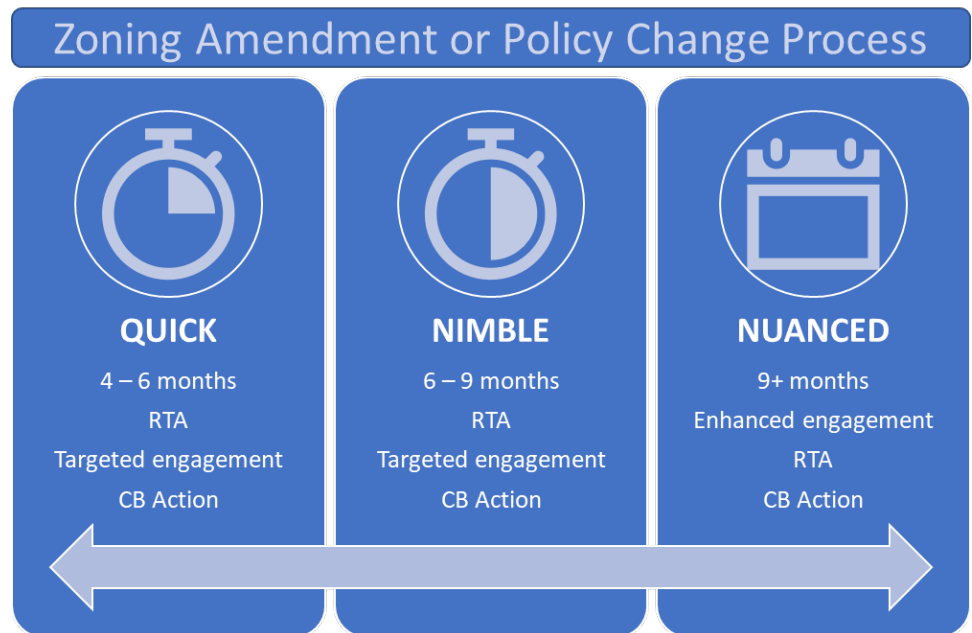 Zoning Amendment or Policy Change Process
QUICK
4 – 6 months
RTA
Targeted engagement
CB Action
NIMBLE
6 – 9 months
RTA
Targeted engagement
CB Action
NUANCED
9+ months
Enhanced engagement
RTA
CB Action